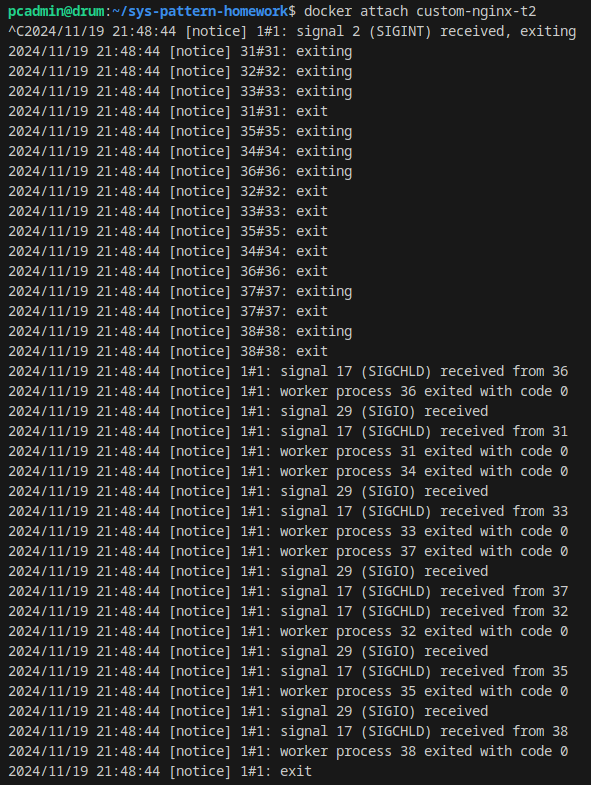 pcadmin@drum:~/sys-pattern-homework$ docker attach custom-nginx-t2
^C2024/11/19 21:48:44 [notice] 1#1: signal 2 (SIGINT) received, exiting
2024/11/19 21:48:44 [notice] 31#31: exiting
2024/11/19 21:48:44 [notice] 32#32: exiting
2024/11/19 21:48:44 [notice] 33#33: exiting
2024/11/19 21:48:44 [notice] 31#31: exit
2024/11/19 21:48:44 [notice] 35#35: exiting
2024/11/19 21:48:44 [notice] 34#34: exiting
2024/11/19 21:48:44 [notice] 36#36: exiting
2024/11/19 21:48:44 [notice] 32#32: exit
2024/11/19 21:48:44 [notice] 33#33: exit
2024/11/19 21:48:44 [notice] 35#35: exit
2024/11/19 21:48:44 [notice] 34#34: exit
2024/11/19 21:48:44 [notice] 36#36: exit
2024/11/19 21:48:44 [notice] 37#37: exiting
2024/11/19 21:48:44 [notice] 37#37: exit
2024/11/19 21:48:44 [notice] 38#38: exiting
2024/11/19 21:48:44 [notice] 38#38: exit
2024/11/19 21:48:44 [notice] 1#1: signal 17 (SIGCHLD) received from 36
2024/11/19 21:48:44 [notice] 1#1: worker process 36 exited with code 0
2024/11/19 21:48:44 [notice] 1#1: signal 29 (SIGIO) received
2024/11/19 21:48:44 [notice] 1#1: signal 17 (SIGCHLD) received from 31
2024/11/19 21:48:44 [notice] 1#1: worker process 31 exited with code 0
2024/11/19 21:48:44 [notice] 1#1: worker process 34 exited with code 0
2024/11/19 21:48:44 [notice] 1#1: signal 29 (SIGIO) received
2024/11/19 21:48:44 [notice] 1#1: signal 17 (SIGCHLD) received from 33
2024/11/19 21:48:44 [notice] 1#1: worker process 33 exited with code 0
2024/11/19 21:48:44 [notice] 1#1: worker process 37 exited with code 0
2024/11/19 21:48:44 [notice] 1#1: signal 29 (SIGIO) received
2024/11/19 21:48:44 [notice] 1#1: signal 17 (SIGCHLD) received from 37
2024/11/19 21:48:44 [notice] 1#1: signal 17 (SIGCHLD) received from 32
2024/11/19 21:48:44 [notice] 1#1: worker process 32 exited with code 0
2024/11/19 21:48:44 [notice] 1#1: signal 29 (SIGIO) received
2024/11/19 21:48:44 [notice] 1#1: signal 17 (SIGCHLD) received from 35
2024/11/19 21:48:44 [notice] 1#1: worker process 35 exited with code 0
2024/11/19 21:48:44 [notice] 1#1: signal 29 (SIGIO) received
2024/11/19 21:48:44 [notice] 1#1: signal 17 (SIGCHLD) received from 38
2024/11/19 21:48:44 [notice] 1#1: worker process 38 exited with code 0
2024/11/19 21:48:44 [notice] 1#1: exit